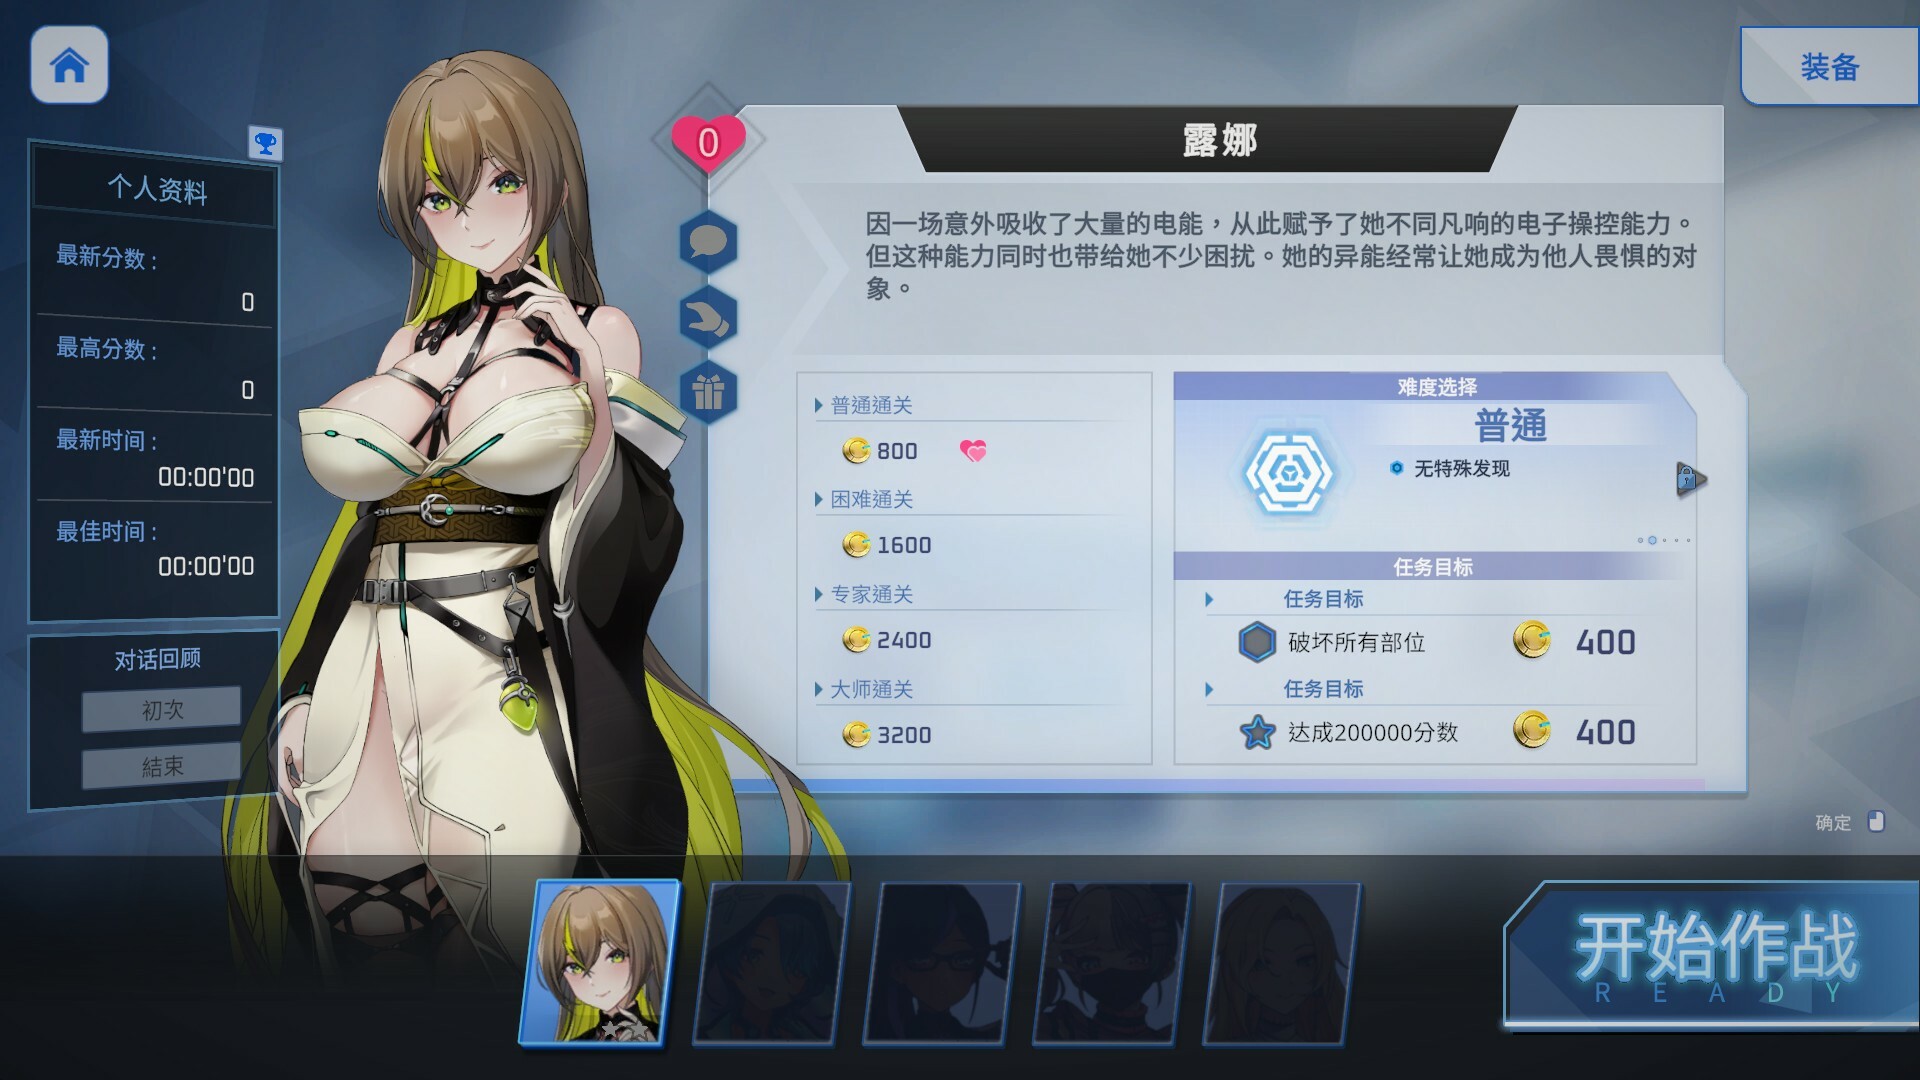 装备
个人资料
最新分数：
0
最高分数：
0
最新时间：
00:00'00
最佳时间：
00:00'00
对话回顾
初次
結束
0
露娜
因一场意外吸收了大量的电能，从此赋予了她不同凡响的电子操控能力。
但这种能力同时也带给她不少困扰。她的异能经常让她成为他人畏惧的对
象。
普通通关
800
困难通关
1600
专家通关
2400
大师通关
3200
难度选择
普通
无特殊发现
任务目标
任务目标
破坏所有部位
400
任务目标
达成200000分数
400
确定
开始作战
READY